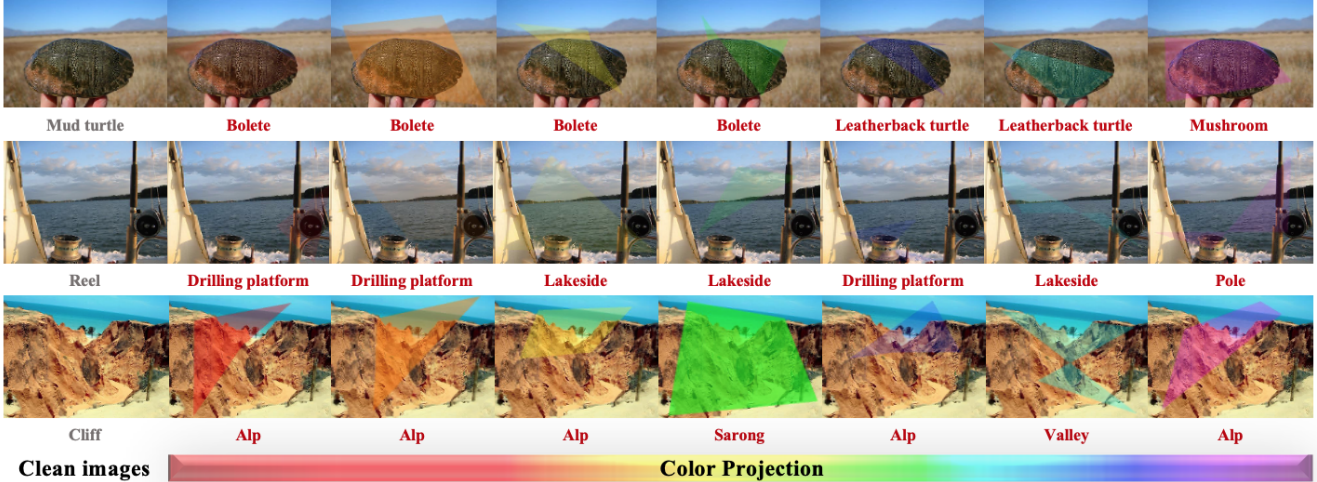 Mud turtle Bolete Bolete Bolete Bolete Leatherback turtle Leatherback turtle Mushroom
Reel Drilling platform Drilling platform Lakeside Lakeside Drilling platform Lakeside Pole
Cliff Alp Alp Alp Sarong Alp Valley Alp
Clean images Color Projection